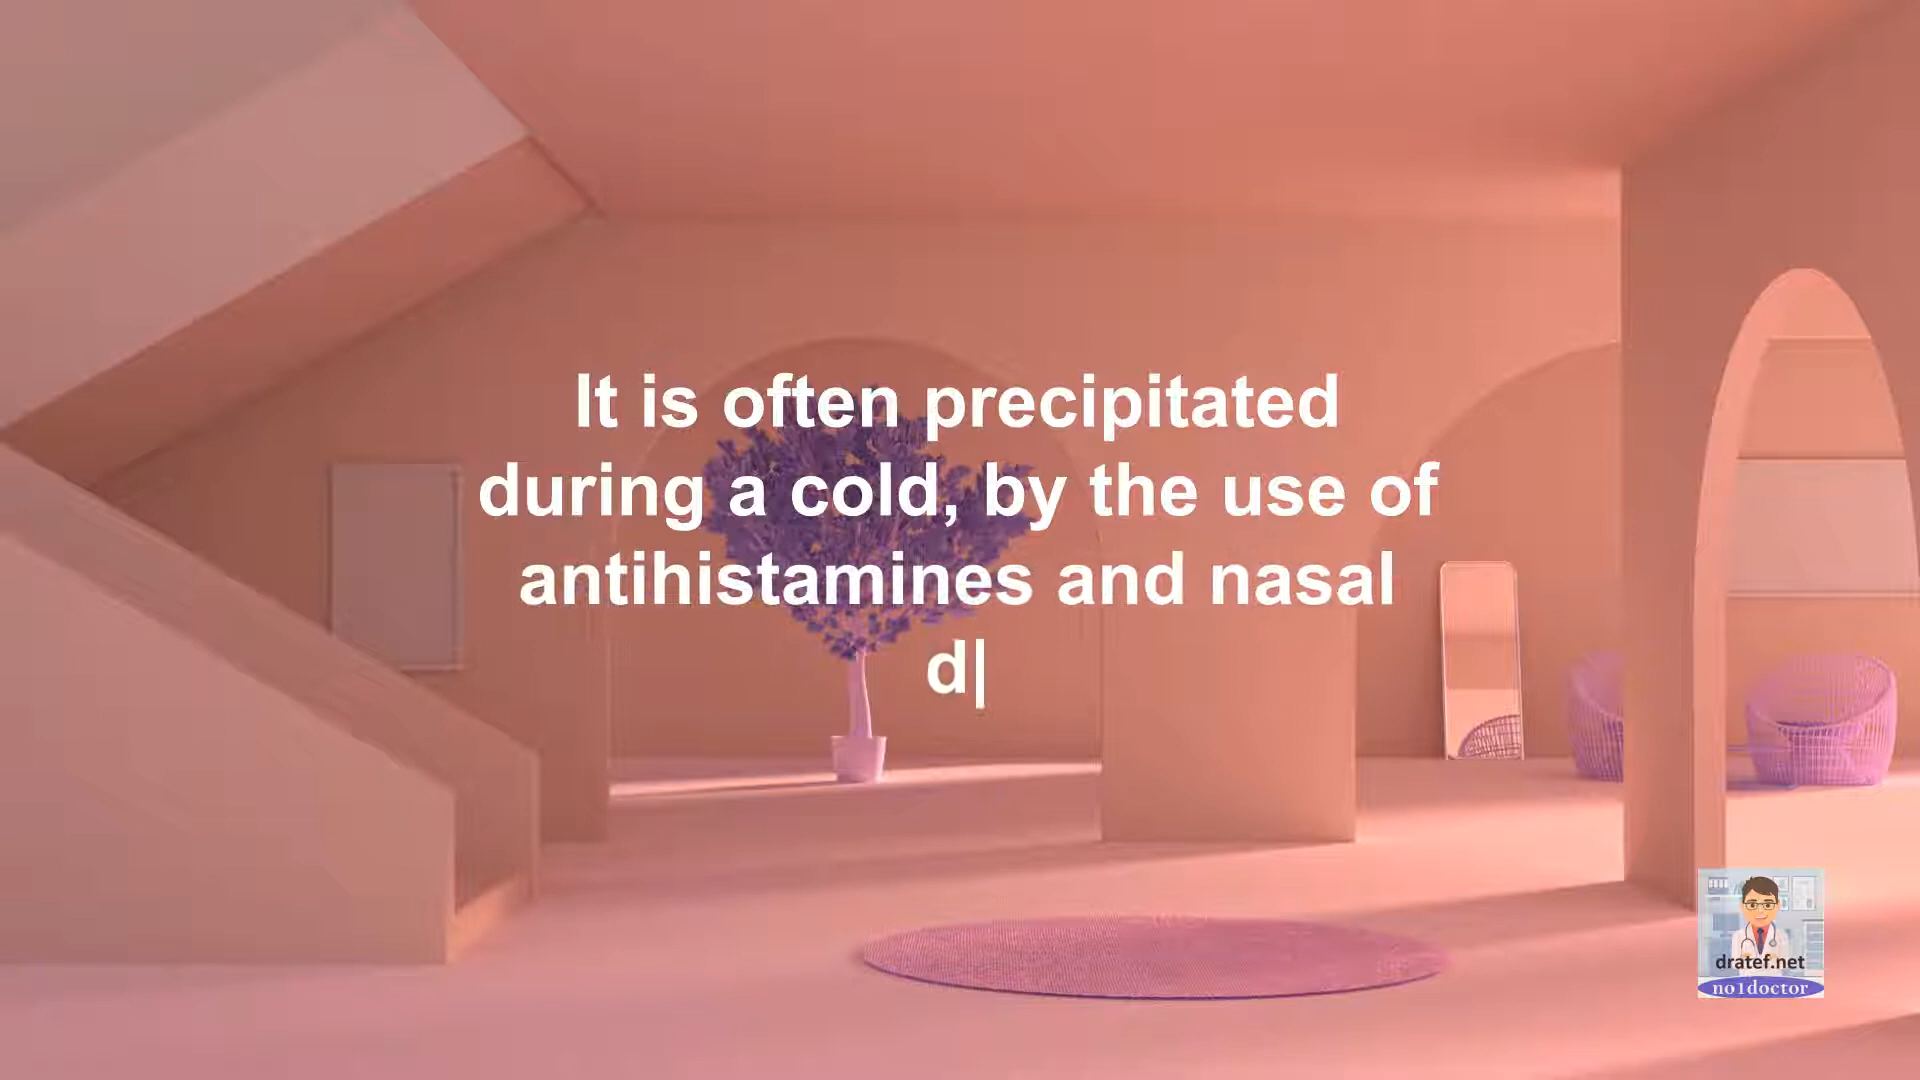 It is often precipitated
during a cold, by the use of
antihistamines and nasal
d|
dratef.net
no1doctor